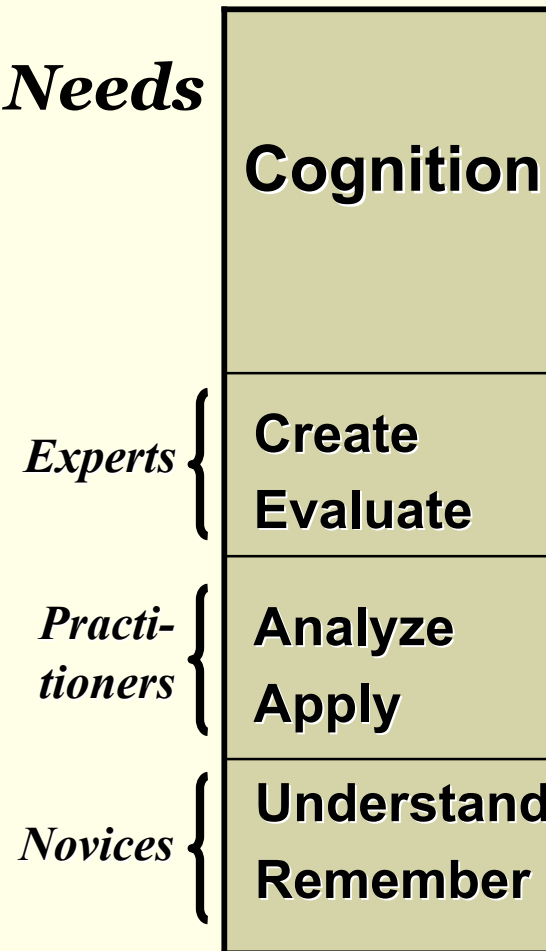 Needs
Cognition
Experts
Create
Evaluate
Practi-
tioners
Analyze
Apply
Novices
Understand
Remember